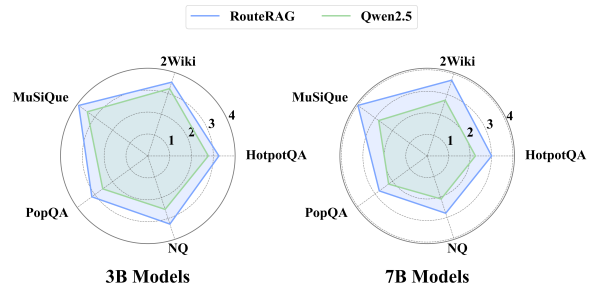 RouteRAG Qwen2.5
2Wiki
MuSiQue
HotpotQA
PopQA
NQ
1
2
3
4
3B Models
2Wiki
MuSiQue
HotpotQA
PopQA
NQ
1
2
3
4
7B Models